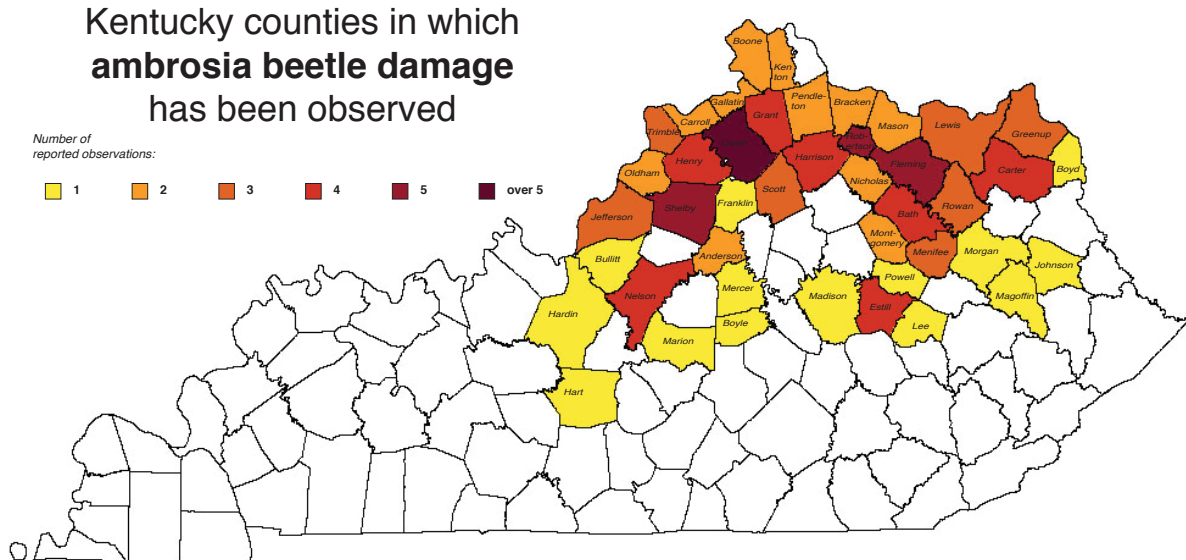 Kentucky counties in which
ambrosia beetle damage
has been observed
Number of
reported observations:
1 2 3 4 5 over 5
Boone
Ken
ton
Gallatin
Carroll
Trimble
Grant
Pendle-
ton
Bracken
Mason
Lewis
Greenup
Henry
Harrison
Rob-
ertson
Fleming
Carter
Boyd
Oldham
Shelby
Franklin
Scott
Nicholas
Bath
Rowan
Jefferson
Mont-
gomery
Menifee
Morgan
Johnson
Bullitt
Anderson
Powell
Magoffin
Nelson
Mercer
Madison
Estill
Lee
Hardin
Marion
Boyle
Hart